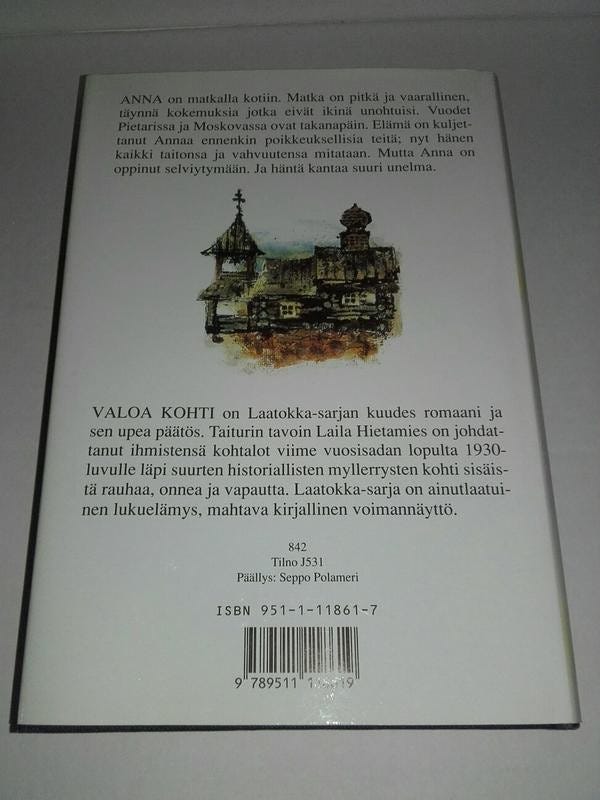 ANNA on matkalla kotiin. Matka on pitkä ja vaarallinen,
täynnä kokemuksia jotka eivät ikinä unohtuisi. Vuodet
Pietarissa ja Moskovassa ovat takanapäin. Elämä on kuljet-
tanut Annaa ennenkin poikkeuksellisia teitä; nyt hänen
kaikki taitonsa ja vahvuutensa mitataan. Mutta Anna on
oppinut selviytymään. Ja häntä kantaa suuri unelma.
VALOA KOHTI on Laatokka-sarjan kuudes romaani ja
sen upea päätös. Taiturin tavoin Laila Hietamies on johdat-
tanut ihmistensä kohtalot viime vuosisadan lopulta 1930-
luvulle läpi suurten historiallisten myllerrysten kohti sisäis-
tä rauhaa, onnea ja vapautta. Laatokka-sarja on ainutlaatui-
nen lukuelämys, mahtava kirjallinen voimannäyttö.
842
Tilno J531
Päällys: Seppo Polameri
ISBN 951-1-11861-7
9 789511